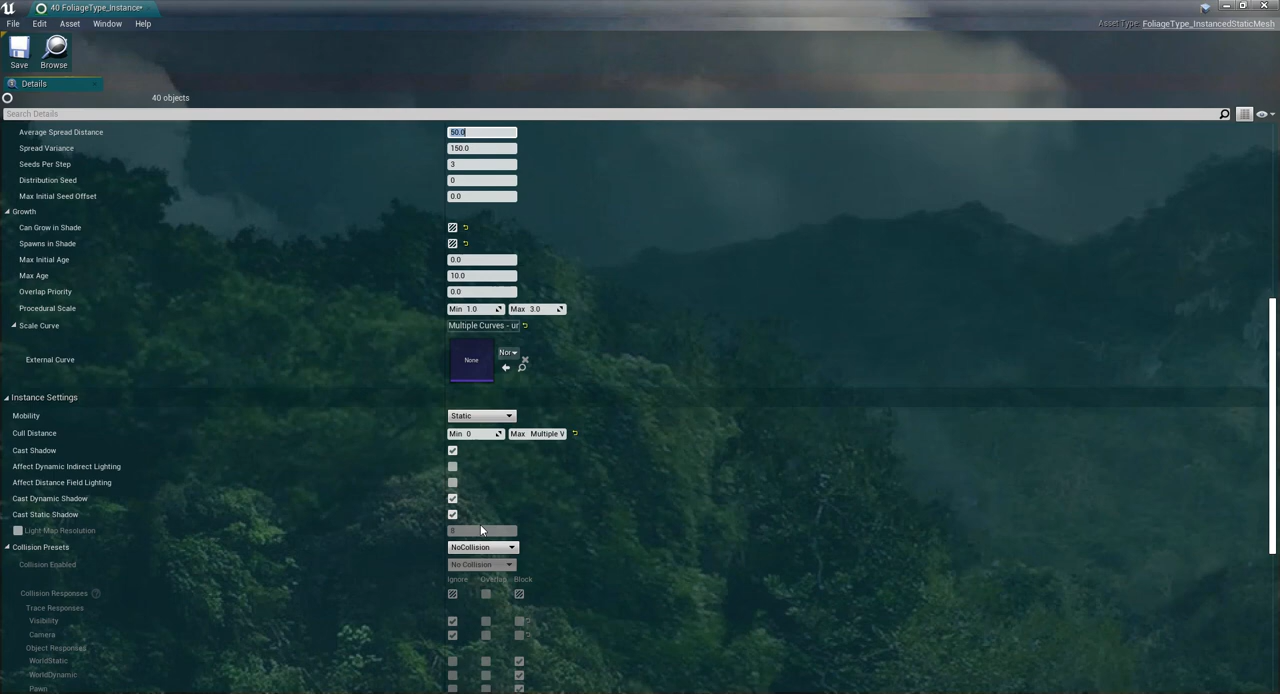 40 FoliageType_Instance*
File Edit Asset Window Help
Asset Type: FoliageType_InstancedStaticMesh
Save Browse
Details
40 objects
Search Details
Average Spread Distance 50.0
Spread Variance 150.0
Seeds Per Step 3
Distribution Seed 0
Max Initial Seed Offset 0.0
Growth
Can Grow in Shade
Spawns in Shade
Max Initial Age 0.0
Max Age 10.0
Overlap Priority 0.0
Procedural Scale Min 1.0 Max 3.0
Scale Curve Multiple Curves - ur
External Curve None Nor
Instance Settings
Mobility Static
Cull Distance Min 0 Max Multiple V
Cast Shadow
Affect Dynamic Indirect Lighting
Affect Distance Field Lighting
Cast Dynamic Shadow
Cast Static Shadow
Light Map Resolution 8
Collision Presets NoCollision
Collision Enabled No Collision
Ignore Overlap Block
Collision Responses ?
Trace Responses
Visibility
Camera
Object Responses
WorldStatic
WorldDynamic
Pawn